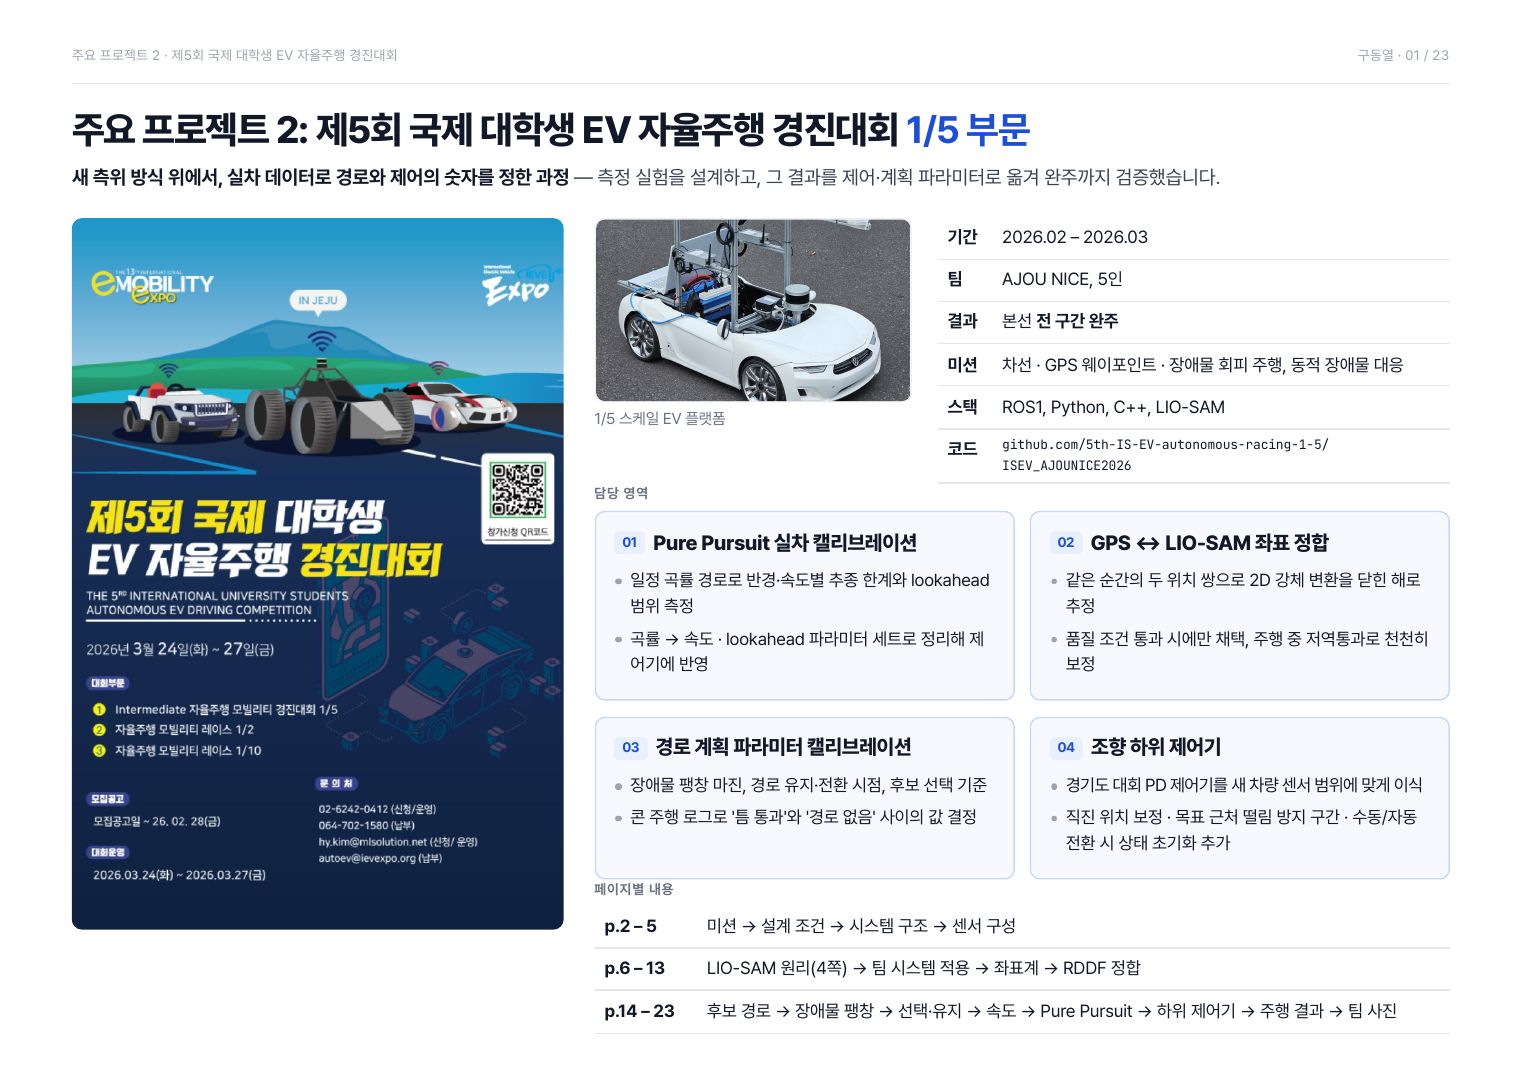 주요 프로젝트 2 · 제5회 국제 대학생 EV 자율주행 경진대회
구동열 · 01 / 23
주요 프로젝트 2: 제5회 국제 대학생 EV 자율주행 경진대회 1/5 부문
새 측위 방식 위에서, 실차 데이터로 경로와 제어의 숫자를 정한 과정 — 측정 실험을 설계하고, 그 결과를 제어·계획 파라미터로 옮겨 완주까지 검증했습니다.
THE 13TH INTERNATIONAL
eMOBILITY
eXPO
International
Electric Vehicle
IEVE
Expo
IN JEJU
참가신청 QR코드
제5회 국제 대학생
EV 자율주행 경진대회
THE 5RD INTERNATIONAL UNIVERSITY STUDENTS
AUTONOMOUS EV DRIVING COMPETITION
2026년 3월 24일(화) ~ 27일(금)
대회부문
1 Intermediate 자율주행 모빌리티 경진대회 1/5
2 자율주행 모빌리티 레이스 1/2
3 자율주행 모빌리티 레이스 1/10
모집공고
모집공고일 ~ 26. 02. 28(금)
대회운영
2026.03.24(화) ~ 2026.03.27(금)
문 의 처
02-6242-0412 (신청/운영)
064-702-1580 (납부)
hy.kim@mlsolution.net (신청/ 운영)
autoev@ievexpo.org (납부)
1/5 스케일 EV 플랫폼
기간 2026.02 – 2026.03
팀 AJOU NICE, 5인
결과 본선 전 구간 완주
미션 차선 · GPS 웨이포인트 · 장애물 회피 주행, 동적 장애물 대응
스택 ROS1, Python, C++, LIO-SAM
코드 github.com/5th-IS-EV-autonomous-racing-1-5/
ISEV_AJOUNICE2026
담당 영역
01 Pure Pursuit 실차 캘리브레이션
일정 곡률 경로로 반경·속도별 추종 한계와 lookahead
범위 측정
곡률 → 속도 · lookahead 파라미터 세트로 정리해 제
어기에 반영
02 GPS ↔ LIO-SAM 좌표 정합
같은 순간의 두 위치 쌍으로 2D 강체 변환을 닫힌 해로
추정
품질 조건 통과 시에만 채택, 주행 중 저역통과로 천천히
보정
03 경로 계획 파라미터 캘리브레이션
장애물 팽창 마진, 경로 유지·전환 시점, 후보 선택 기준
콘 주행 로그로 '틈 통과'와 '경로 없음' 사이의 값 결정
04 조향 하위 제어기
경기도 대회 PD 제어기를 새 차량 센서 범위에 맞게 이식
직진 위치 보정 · 목표 근처 떨림 방지 구간 · 수동/자동
전환 시 상태 초기화 추가
페이지별 내용
p.2 – 5 미션 → 설계 조건 → 시스템 구조 → 센서 구성
p.6 – 13 LIO-SAM 원리(4쪽) → 팀 시스템 적용 → 좌표계 → RDDF 정합
p.14 – 23 후보 경로 → 장애물 팽창 → 선택·유지 → 속도 → Pure Pursuit → 하위 제어기 → 주행 결과 → 팀 사진